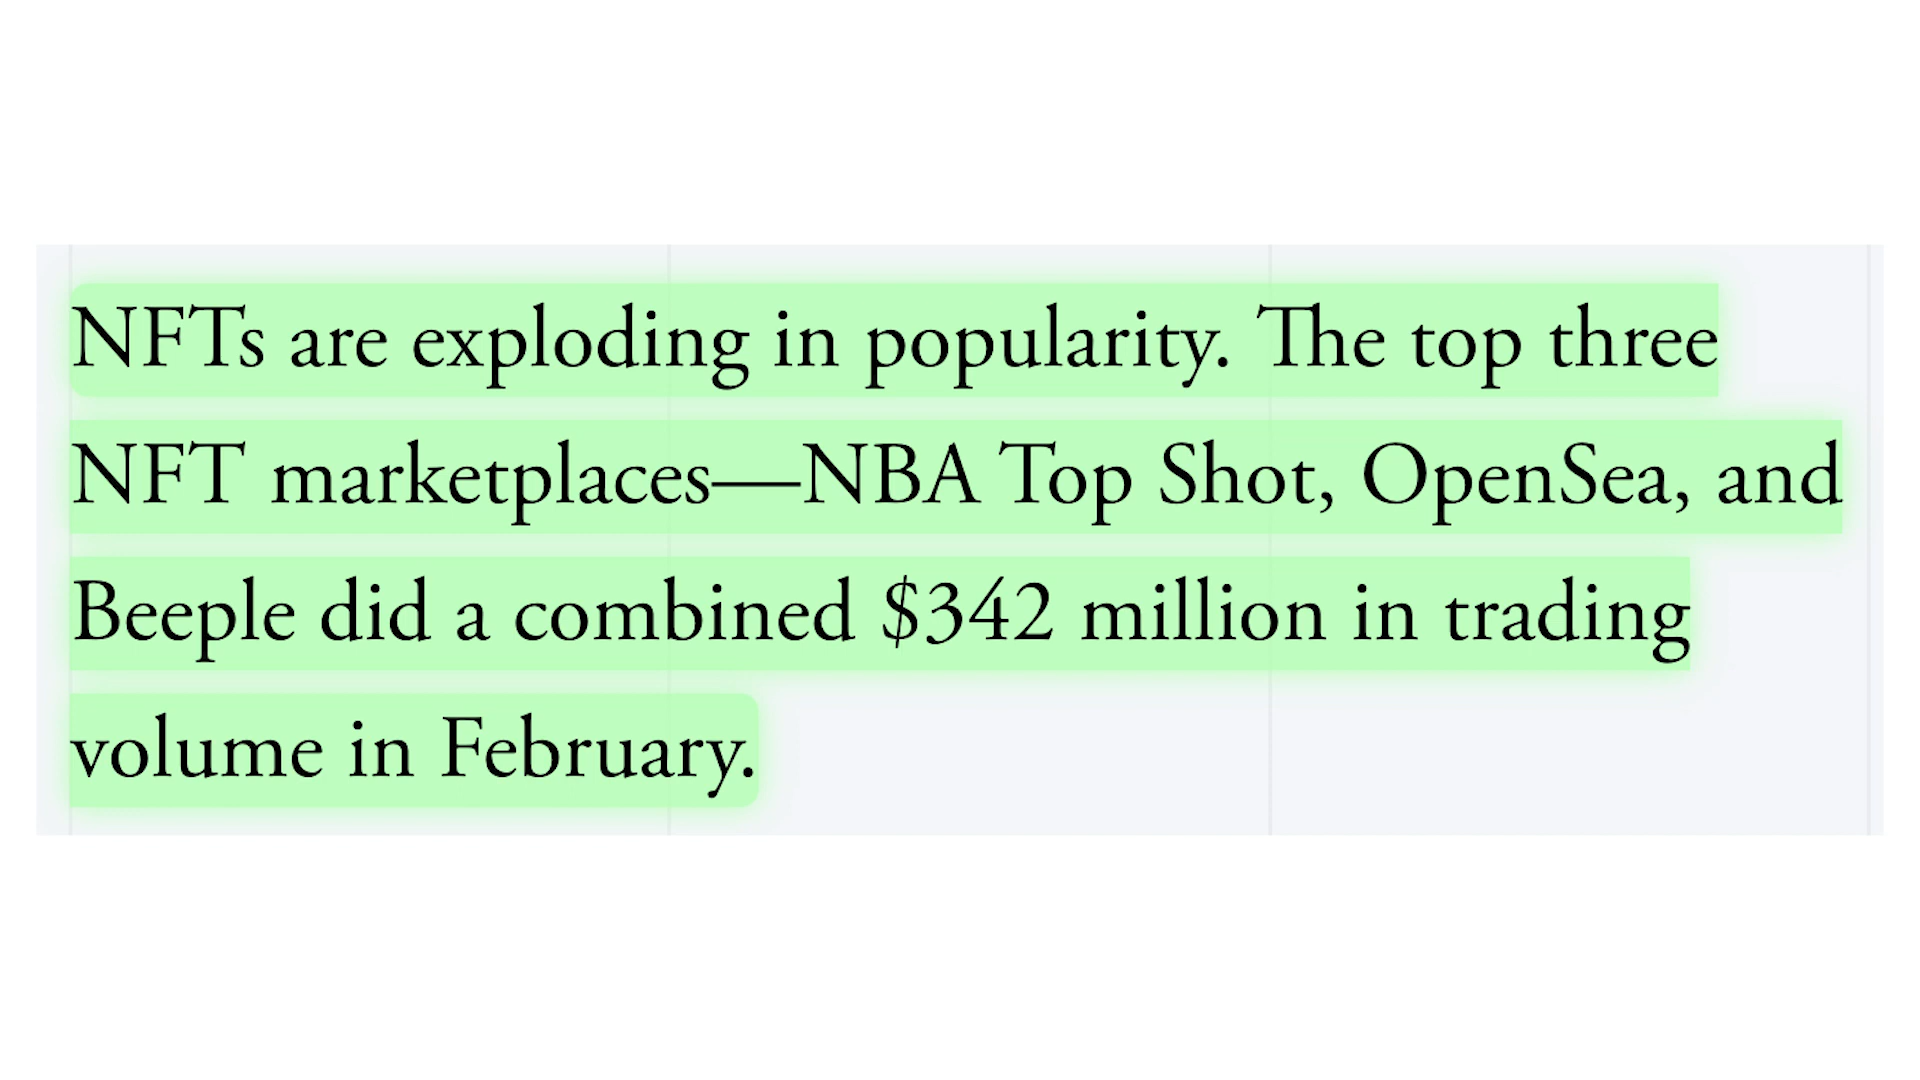 NFTs are exploding in popularity. The top three
NFT marketplaces—NBA Top Shot, OpenSea, and
Beeple did a combined $342 million in trading
volume in February.